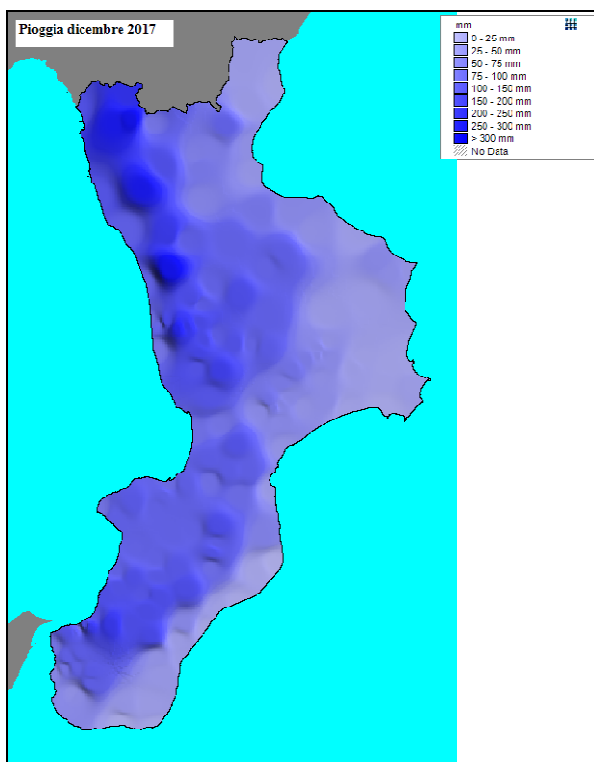 Pioggia dicembre 2017
mm
0 - 25 mm
25 - 50 mm
50 - 75 mm
75 - 100 mm
100 - 150 mm
150 - 200 mm
200 - 250 mm
250 - 300 mm
> 300 mm
No Data